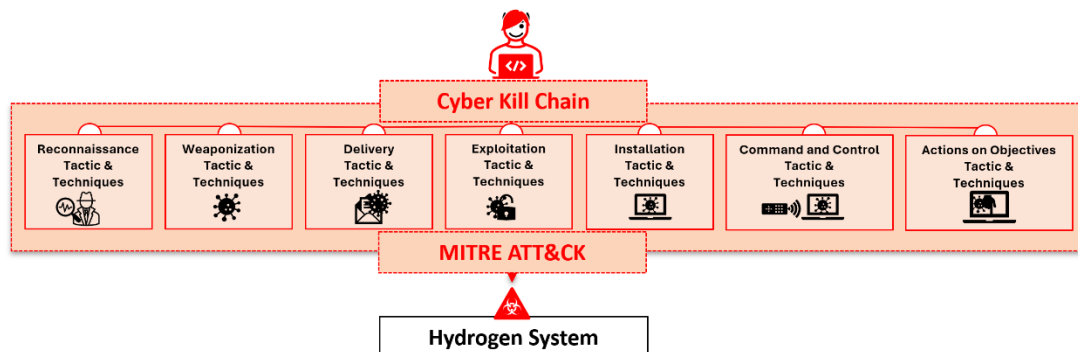 </>
Cyber Kill Chain
Reconnaissance
Tactic &
Techniques
Weaponization
Tactic &
Techniques
Delivery
Tactic &
Techniques
Exploitation
Tactic &
Techniques
Installation
Tactic &
Techniques
Command and Control
Tactic &
Techniques
Actions on Objectives
Tactic &
Techniques
MITRE ATT&CK
Hydrogen System